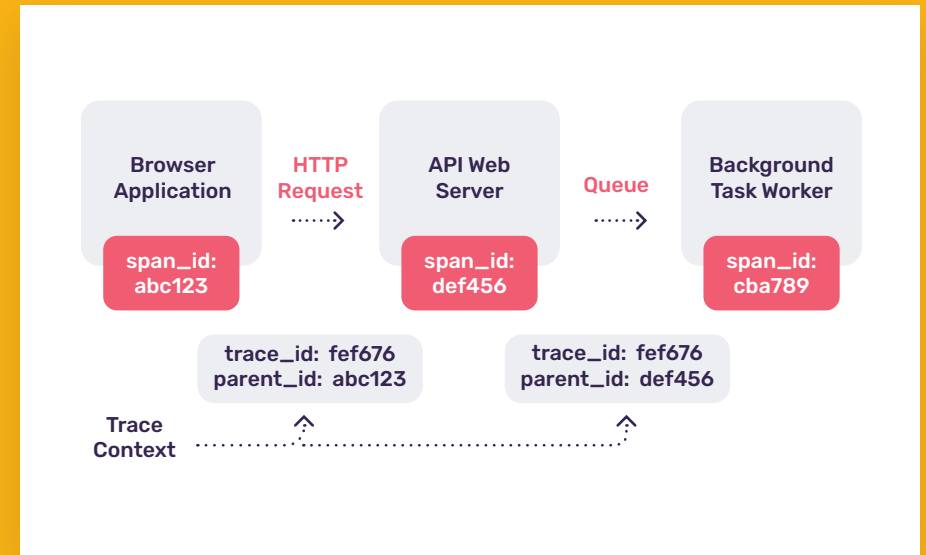 Browser
Application
HTTP
Request
API Web
Server
Queue
Background
Task Worker
span_id:
abc123
span_id:
def456
span_id:
cba789
trace_id: fef676
parent_id: abc123
trace_id: fef676
parent_id: def456
Trace
Context